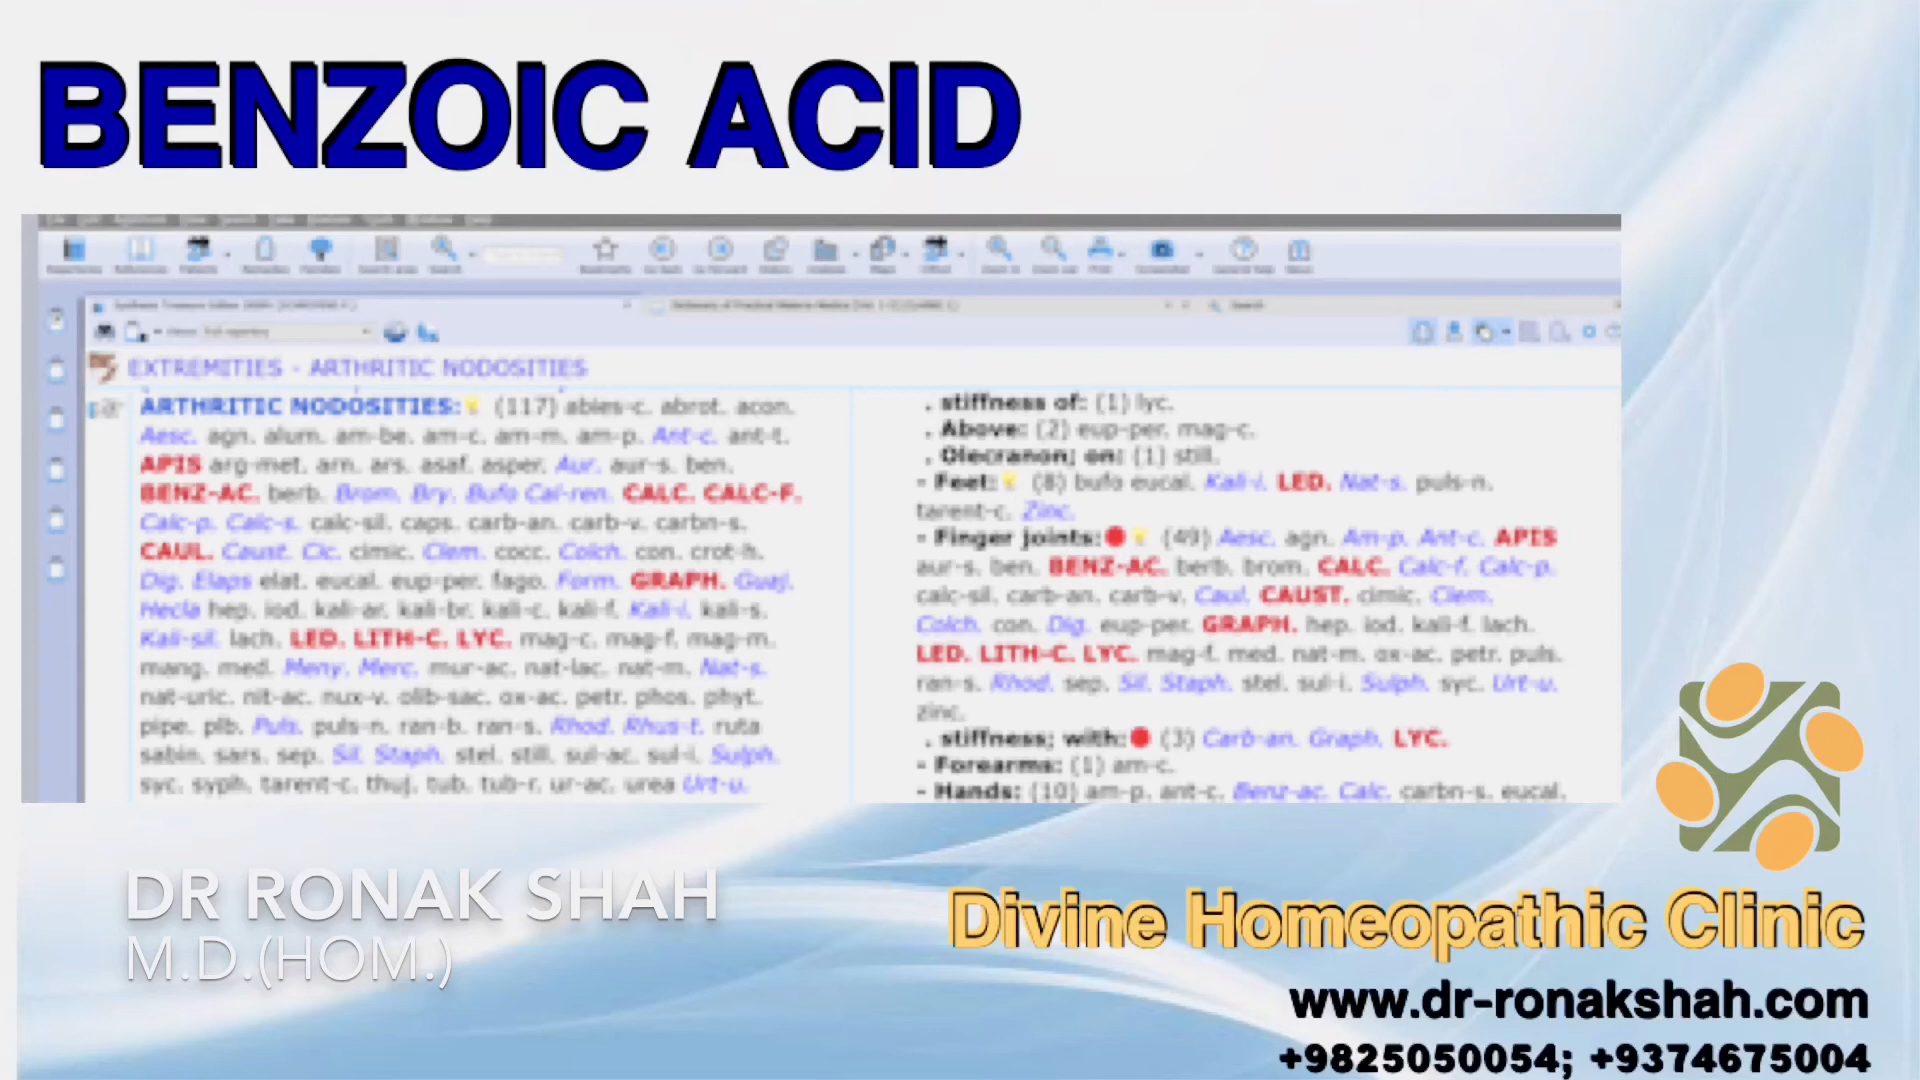 BENZOIC ACID
EXTREMITIES - ARTHRITIC NODOSITIES
ARTHRITIC NODOSITIES: (117) abies-c. abrot. acon.
Aesc. agn. alum. am-be. am-c. am-m. am-p. Ant-c. ant-t.
APIS arg-met. arn. ars. asaf. asper. Aur. aur-s. ben.
BENZ-AC. berb. Brom. Bry. Bufo Cal-ren. CALC. CALC-F.
Calc-p. Calc-s. calc-sil. caps. carb-an. carb-v. carbn-s.
CAUL. Caust. Cic. cimic. Clem. cocc. Colch. con. crot-h.
Dig. Elaps elat. eucal. eup-per. fago. Form. GRAPH. Guaj.
Hecla hep. iod. kali-ar. kali-br. kali-c. kali-f. Kali-i. kali-s.
Kali-sil. lach. LED. LITH-C. LYC. mag-c. mag-f. mag-m.
mang. med. Meny. Merc. mur-ac. nat-lac. nat-m. Nat-s.
nat-uric. nit-ac. nux-v. olib-sac. ox-ac. petr. phos. phyt.
pipe. plb. Puls. puls-n. ran-b. ran-s. Rhod. Rhus-t. ruta
sabin. sars. sep. Sil. Staph. stel. still. sul-ac. sul-i. Sulph.
syc. syph. tarent-c. thuj. tub. tub-r. ur-ac. urea Urt-u.
. stiffness of: (1) lyc.
. Above: (2) eup-per. mag-c.
. Olecranon; on: (1) still.
- Feet: (8) bufo eucal. Kali-i. LED. Nat-s. puls-n.
tarent-c. Zinc.
- Finger joints: (49) Aesc. agn. Am-p. Ant-c. APIS
aur-s. ben. BENZ-AC. berb. brom. CALC. Calc-f. Calc-p.
calc-sil. carb-an. carb-v. Caul. CAUST. cimic. Clem.
Colch. con. Dig. eup-per. GRAPH. hep. iod. kali-f. lach.
LED. LITH-C. LYC. mag-f. med. nat-m. ox-ac. petr. puls.
ran-s. Rhod. sep. Sil. Staph. stel. sul-i. Sulph. syc. Urt-u.
zinc.
. stiffness; with: (3) Carb-an. Graph. LYC.
- Forearms: (1) am-c.
- Hands: (10) am-p. ant-c. Benz-ac. Calc. carbn-s. eucal.
DR RONAK SHAH
M.D.(HOM.)
Divine Homeopathic Clinic
www.dr-ronakshah.com
+9825050054; +9374675004